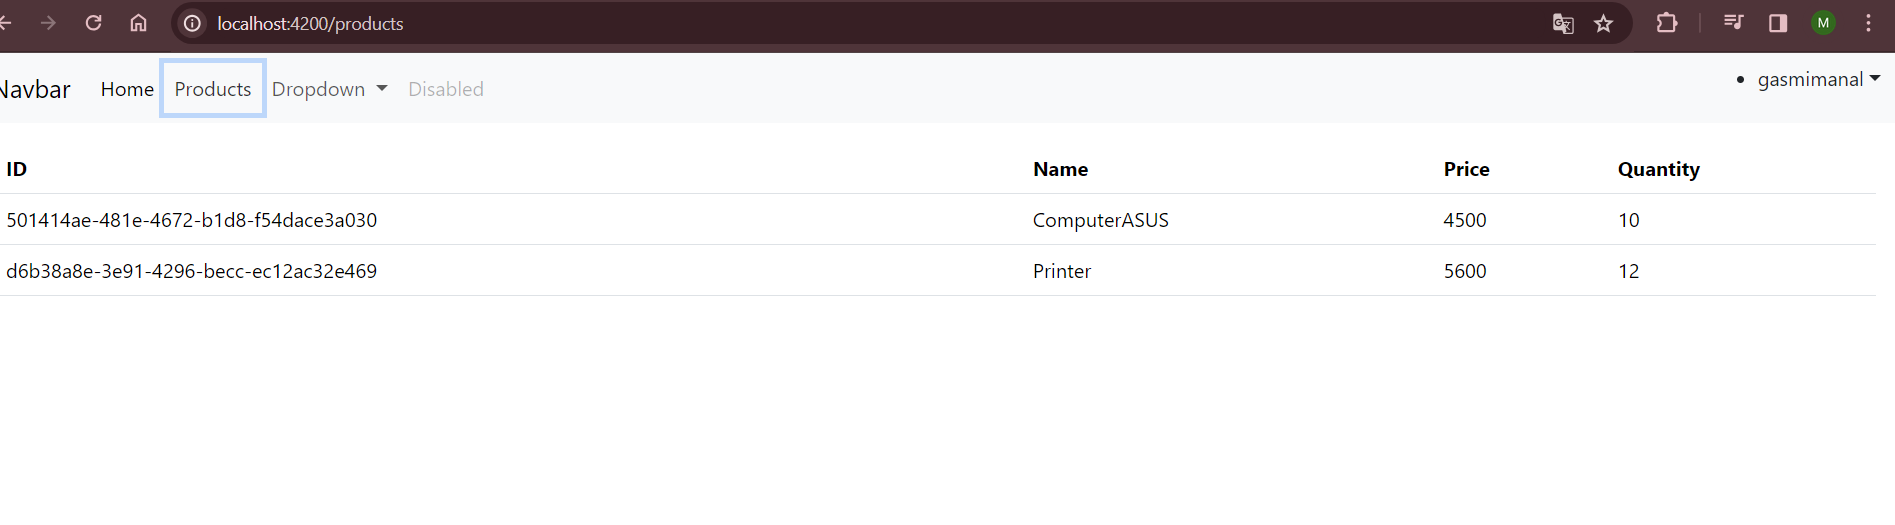 localhost:4200/products
M
Navbar Home Products Dropdown Disabled gasmimanal
ID Name Price Quantity
501414ae-481e-4672-b1d8-f54dace3a030 ComputerASUS 4500 10
d6b38a8e-3e91-4296-becc-ec12ac32e469 Printer 5600 12